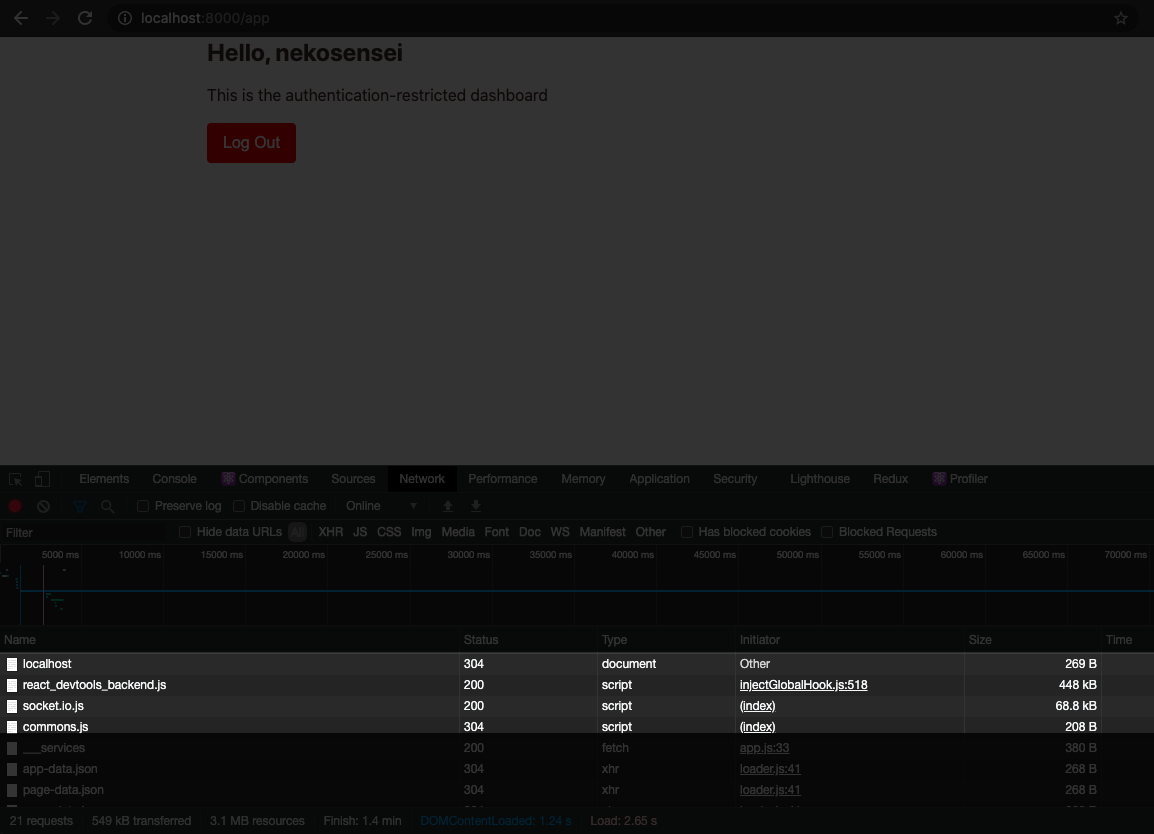 localhost:8000/app
Hello, nekosensei
This is the authentication-restricted dashboard
Log Out
Elements Console Components Sources Network Performance Memory Application Security Lighthouse Redux Profiler
Preserve log Disable cache Online
Filter Hide data URLs All XHR JS CSS Img Media Font Doc WS Manifest Other Has blocked cookies Blocked Requests
5000 ms 10000 ms 15000 ms 20000 ms 25000 ms 30000 ms 35000 ms 40000 ms 45000 ms 50000 ms 55000 ms 60000 ms 65000 ms 70000 ms
Name Status Type Initiator Size Time
localhost 304 document Other 269 B
react_devtools_backend.js 200 script injectGlobalHook.js:518 448 kB
socket.io.js 200 script (index) 68.8 kB
commons.js 304 script (index) 208 B
___services 200 fetch app.js:33 380 B
app-data.json 304 xhr loader.js:41 268 B
page-data.json 304 xhr loader.js:41 268 B
21 requests 549 kB transferred 3.1 MB resources Finish: 1.4 min DOMContentLoaded: 1.24 s Load: 2.65 s